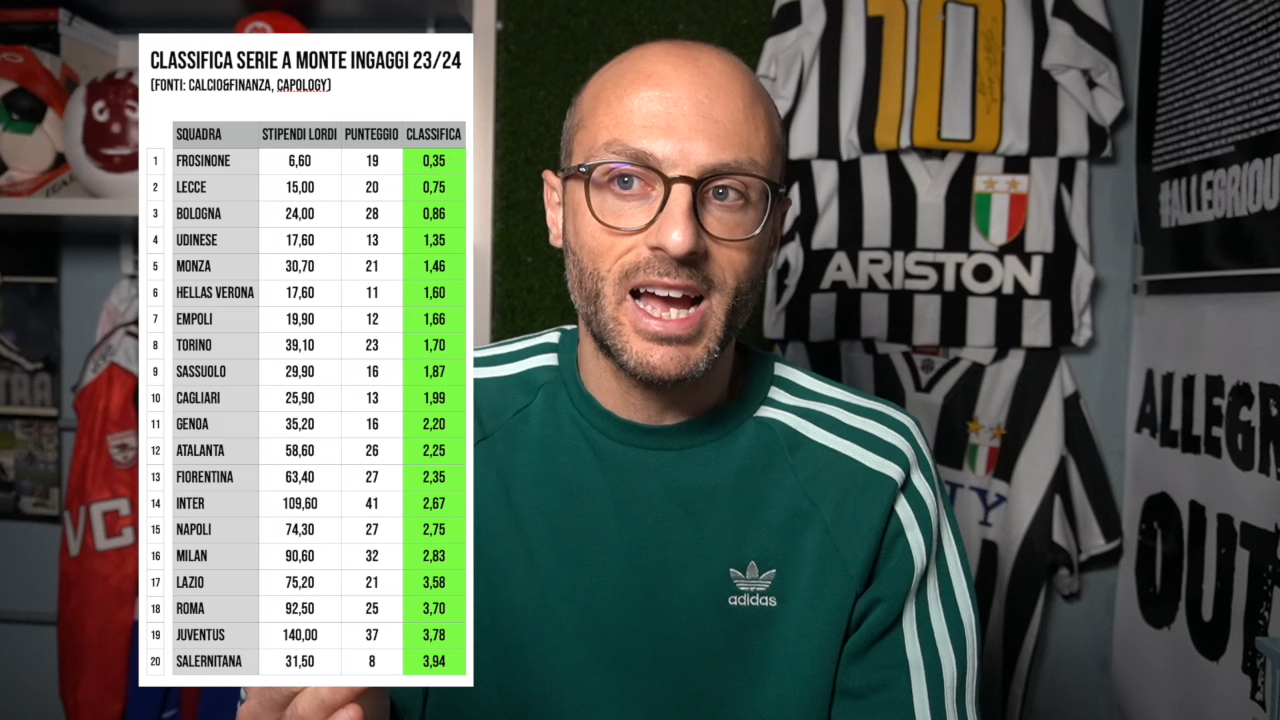 CLASSIFICA SERIE A MONTE INGAGGI 23/24
(FONTI: CALCIO&FINANZA, CAPOLOGY)
SQUADRA STIPENDI LORDI PUNTEGGIO CLASSIFICA
1 FROSINONE 6,60 19 0,35
2 LECCE 15,00 20 0,75
3 BOLOGNA 24,00 28 0,86
4 UDINESE 17,60 13 1,35
5 MONZA 30,70 21 1,46
6 HELLAS VERONA 17,60 11 1,60
7 EMPOLI 19,90 12 1,66
8 TORINO 39,10 23 1,70
9 SASSUOLO 29,90 16 1,87
10 CAGLIARI 25,90 13 1,99
11 GENOA 35,20 16 2,20
12 ATALANTA 58,60 26 2,25
13 FIORENTINA 63,40 27 2,35
14 INTER 109,60 41 2,67
15 NAPOLI 74,30 27 2,75
16 MILAN 90,60 32 2,83
17 LAZIO 75,20 21 3,58
18 ROMA 92,50 25 3,70
19 JUVENTUS 140,00 37 3,78
20 SALERNITANA 31,50 8 3,94
10
ARISTON
#ALLEGRIOU
ALLEGR
OUT
adidas
VC